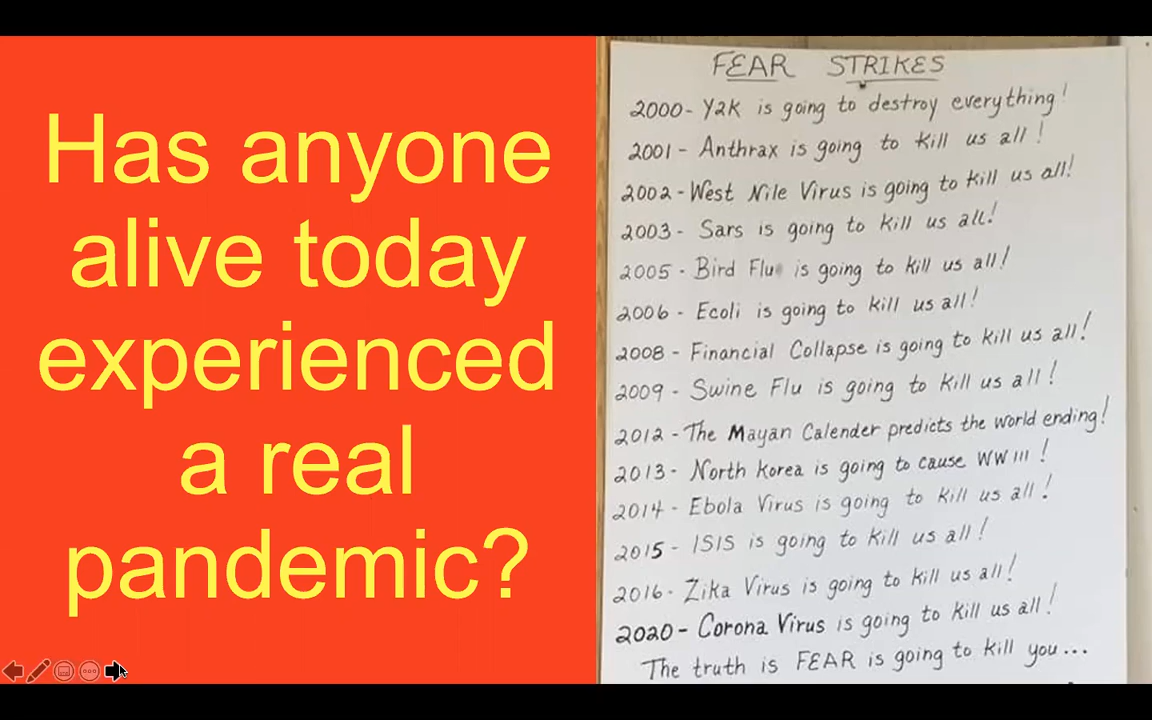 Has anyone
alive today
experienced
a real
pandemic?
FEAR STRIKES
2000 - Y2K is going to destroy everything!
2001 - Anthrax is going to kill us all!
2002 - West Nile Virus is going to kill us all!
2003 - Sars is going to kill us all!
2005 - Bird Flu is going to kill us all!
2006 - Ecoli is going to kill us all!
2008 - Financial Collapse is going to kill us all!
2009 - Swine Flu is going to kill us all!
2012 - The Mayan Calender predicts the world ending!
2013 - North Korea is going to cause WW III!
2014 - Ebola Virus is going to kill us all!
2015 - ISIS is going to kill us all!
2016 - Zika Virus is going to kill us all!
2020 - Corona Virus is going to kill us all!
The truth is FEAR is going to kill you...